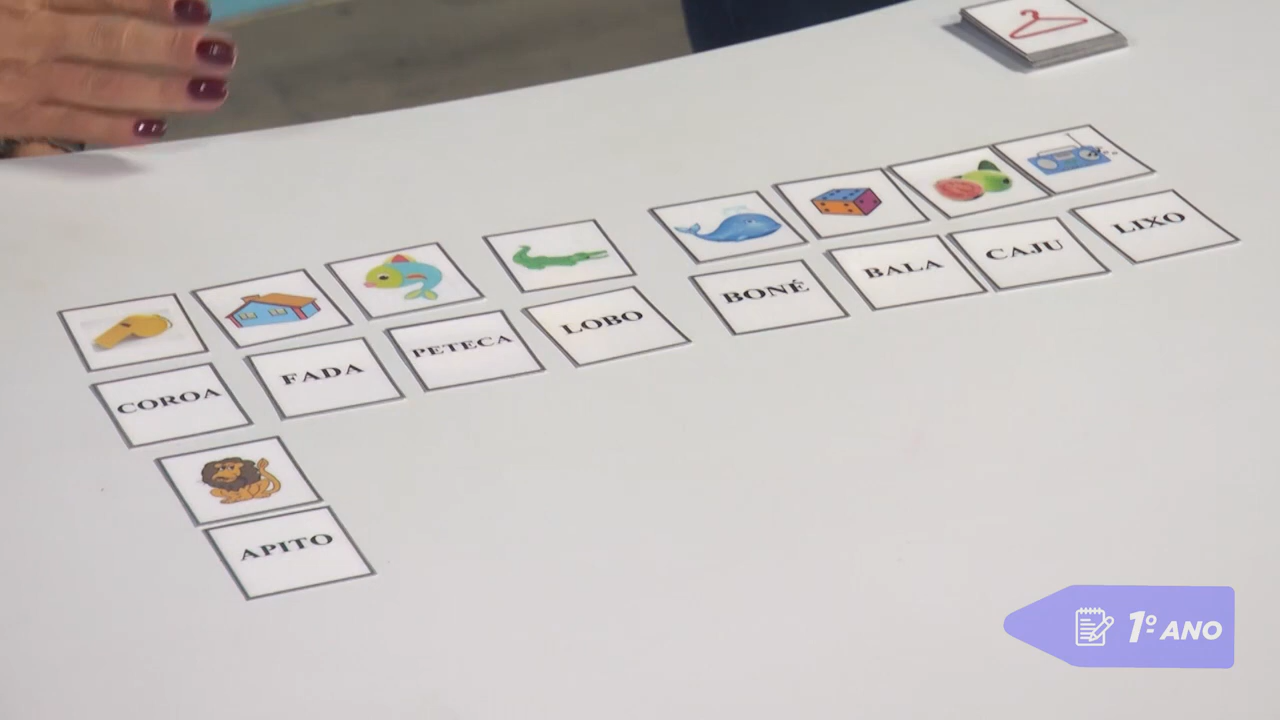 COROA
FADA
PETECA
LOBO
BONÉ
BALA
CAJU
LIXO
APITO
1º ANO